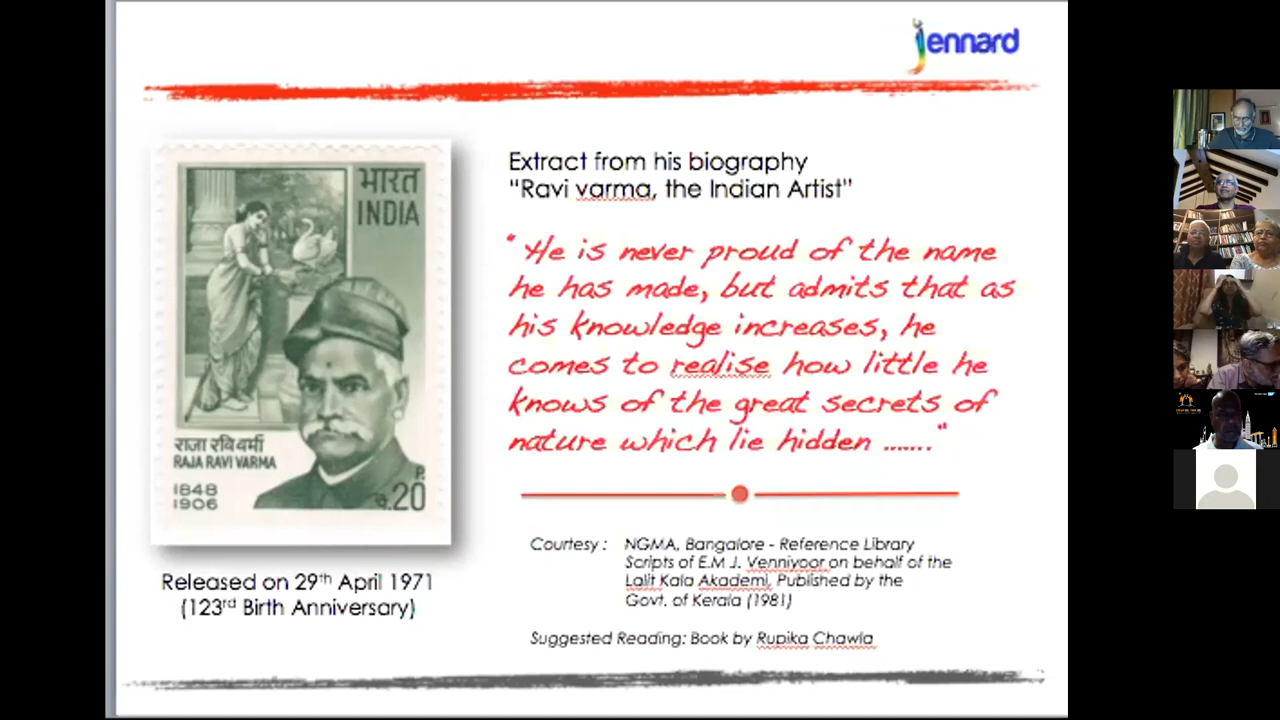 jennard
भारत
INDIA
राजा रवि वर्मा
RAJA RAVI VARMA
1848
1906
P.
पै.20
Released on 29th April 1971
(123rd Birth Anniversary)
Extract from his biography
“Ravi varma, the Indian Artist”
“He is never proud of the name
he has made, but admits that as
his knowledge increases, he
comes to realise how little he
knows of the great secrets of
nature which lie hidden .......”
Courtesy : NGMA, Bangalore - Reference Library
Scripts of E.M J. Venniyoor on behalf of the
Lalit Kala Akademi, Published by the
Govt. of Kerala (1981)
Suggested Reading: Book by Rupika Chawla